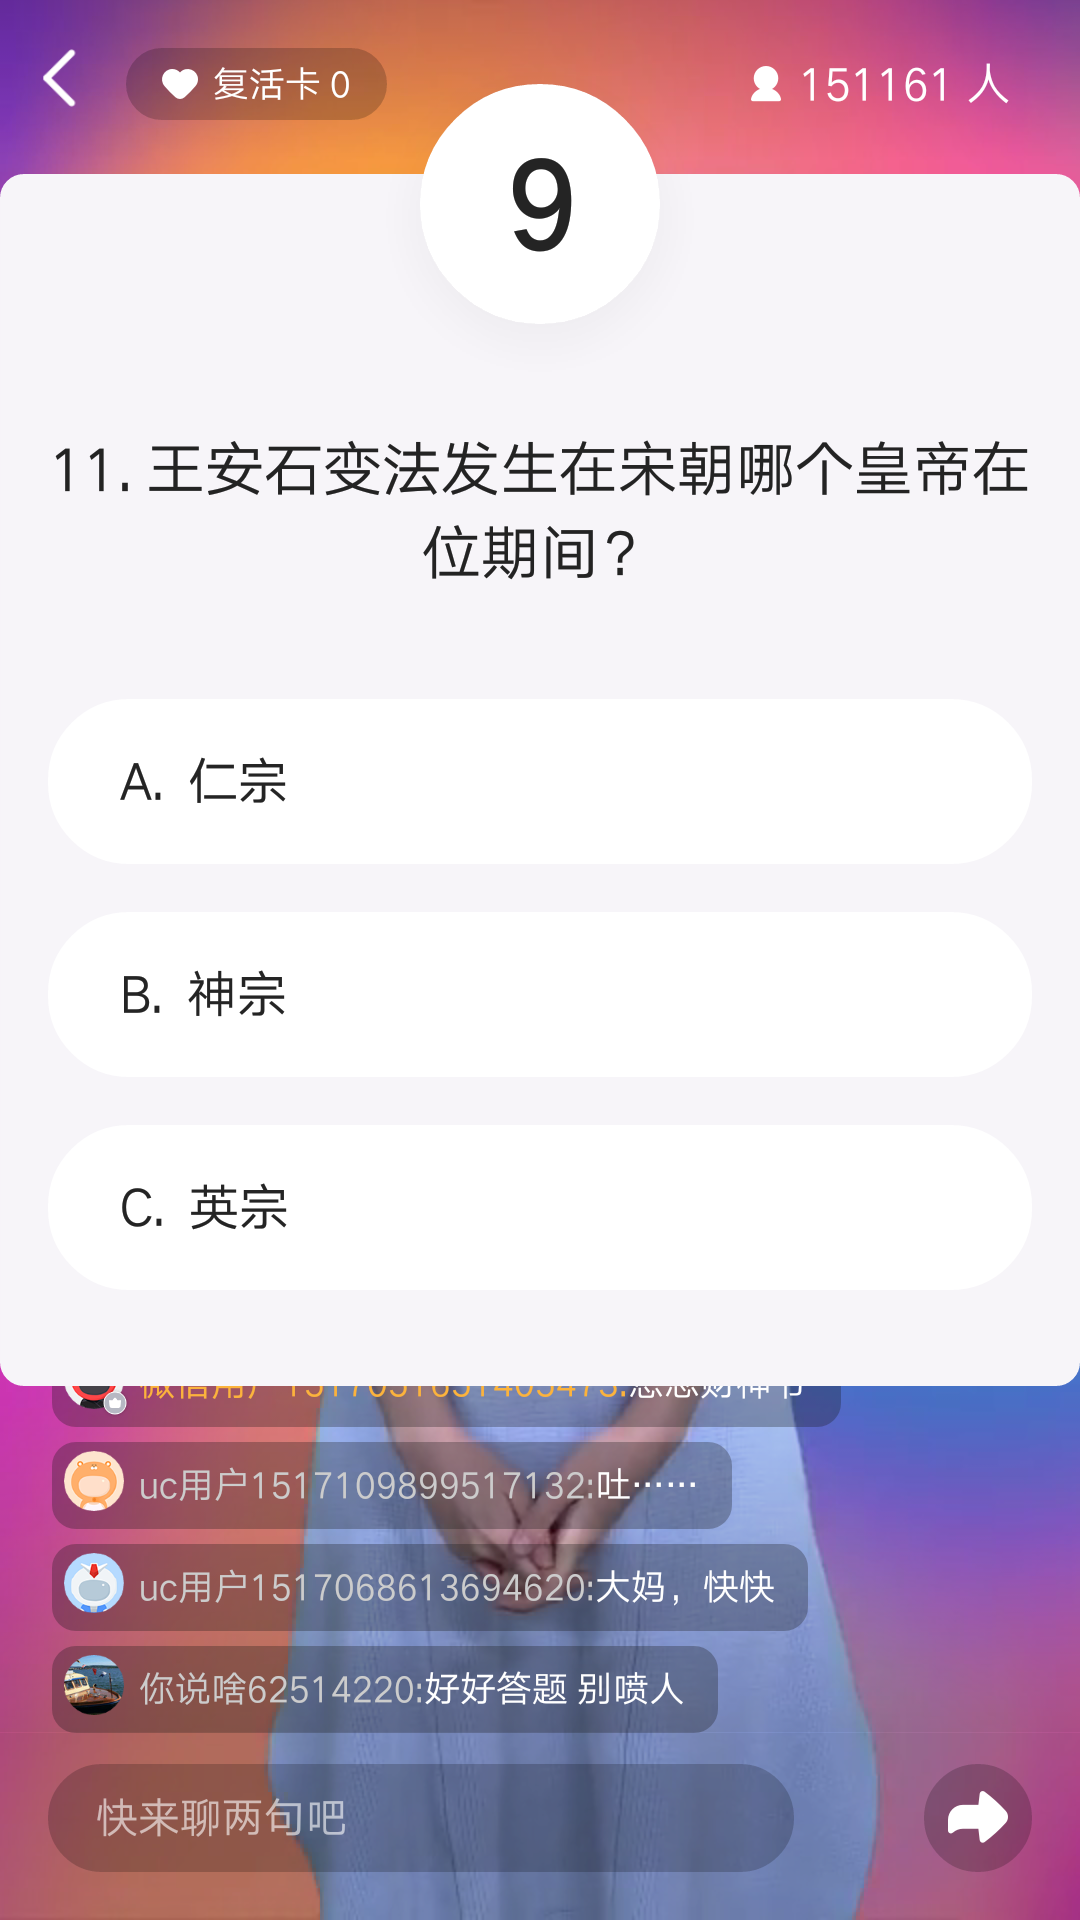 复活卡 0
151161 人
9
11. 王安石变法发生在宋朝哪个皇帝在
位期间？
A. 仁宗
B. 神宗
C. 英宗
uc用户1517109899517132:吐……
uc用户1517068613694620:大妈，快快
你说啥62514220:好好答题 别喷人
快来聊两句吧